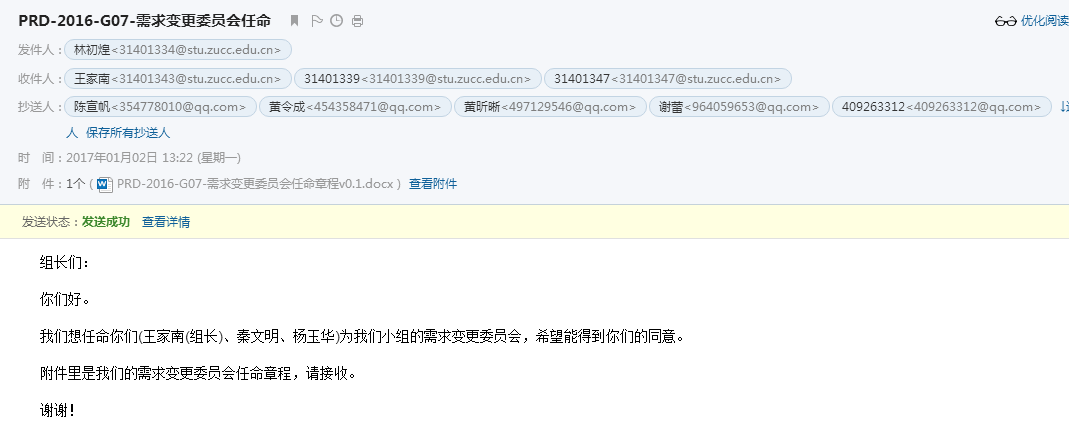 PRD-2016-G07-需求变更委员会任命
优化阅读
发件人：林初煌<31401334@stu.zucc.edu.cn>
收件人：王家南<31401343@stu.zucc.edu.cn> 31401339<31401339@stu.zucc.edu.cn> 31401347<31401347@stu.zucc.edu.cn>
抄送人：陈宣帆<354778010@qq.com> 黄令成<454358471@qq.com> 黄昕晰<497129546@qq.com> 谢蕾<964059653@qq.com> 409263312<409263312@qq.com>
人 保存所有抄送人
时 间：2017年01月02日 13:22 (星期一)
附 件：1个 ( PRD-2016-G07-需求变更委员会任命章程v0.1.docx ) 查看附件
发送状态：发送成功 查看详情
组长们：
你们好。
我们想任命你们(王家南(组长)、秦文明、杨玉华)为我们小组的需求变更委员会，希望能得到你们的同意。
附件里是我们的需求变更委员会任命章程，请接收。
谢谢！